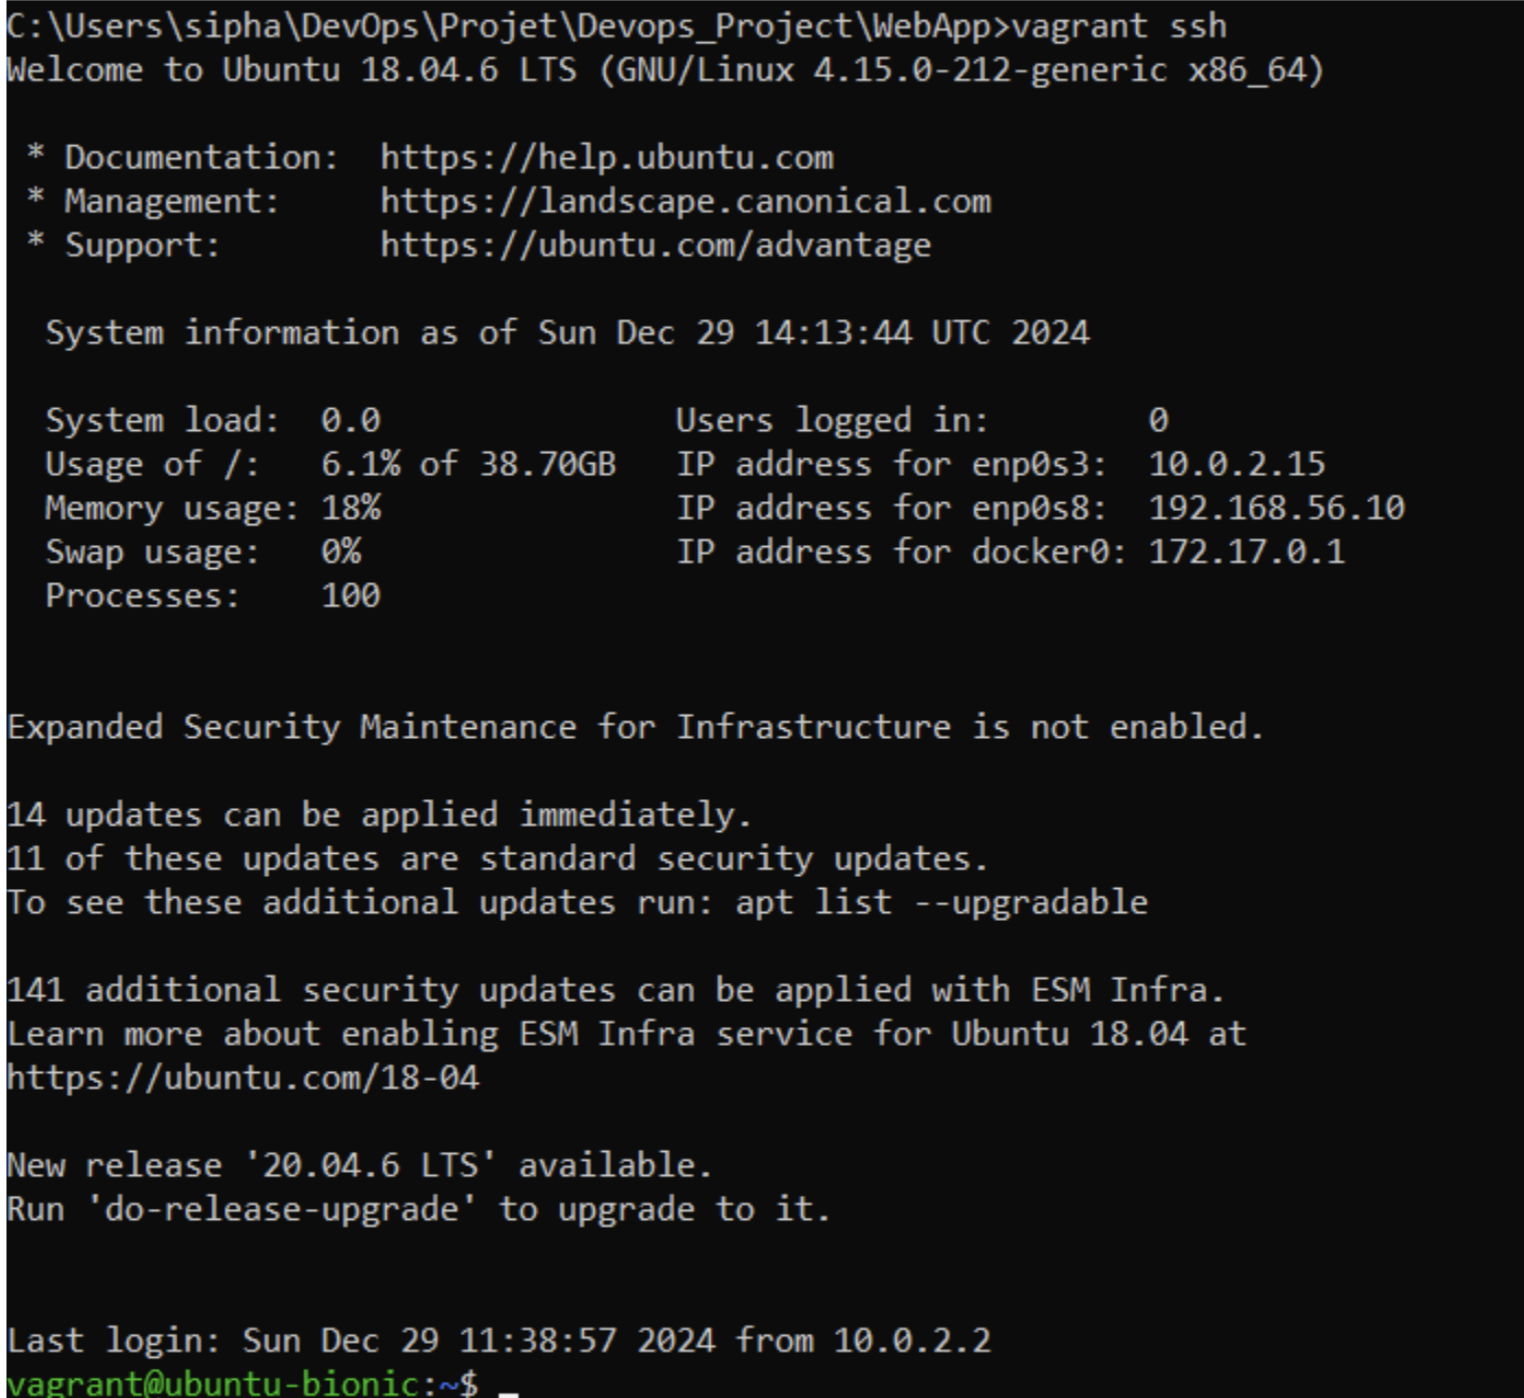 C:\Users\sipha\DevOps\Projet\Devops_Project\WebApp>vagrant ssh
Welcome to Ubuntu 18.04.6 LTS (GNU/Linux 4.15.0-212-generic x86_64)
* Documentation:  https://help.ubuntu.com
* Management:     https://landscape.canonical.com
* Support:        https://ubuntu.com/advantage
System information as of Sun Dec 29 14:13:44 UTC 2024
System load:  0.0               Users logged in:        0
Usage of /:   6.1% of 38.70GB   IP address for enp0s3:  10.0.2.15
Memory usage: 18%               IP address for enp0s8:  192.168.56.10
Swap usage:   0%                IP address for docker0: 172.17.0.1
Processes:    100
Expanded Security Maintenance for Infrastructure is not enabled.
14 updates can be applied immediately.
11 of these updates are standard security updates.
To see these additional updates run: apt list --upgradable
141 additional security updates can be applied with ESM Infra.
Learn more about enabling ESM Infra service for Ubuntu 18.04 at
https://ubuntu.com/18-04
New release '20.04.6 LTS' available.
Run 'do-release-upgrade' to upgrade to it.
Last login: Sun Dec 29 11:38:57 2024 from 10.0.2.2
vagrant@ubuntu-bionic:~$ _